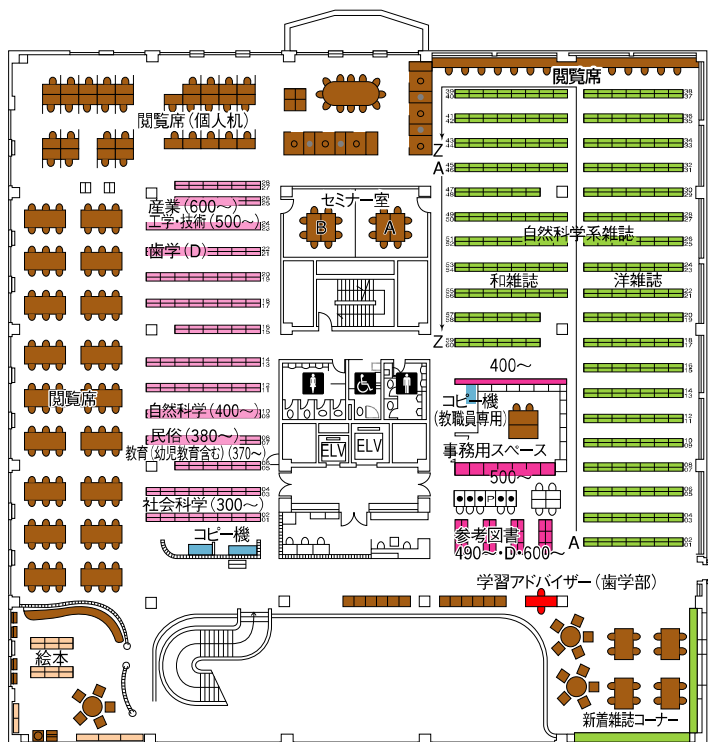 閲覧席
閲覧席（個人机）
Z
A
セミナー室
B
A
産業（600～）
工学・技術（500～）
歯学（D）
自然科学系雑誌
和雑誌
洋雑誌
Z
400～
コピー機
（教職員専用）
事務用スペース
500～
閲覧席
自然科学（400～）
民俗（380～）
教育（幼児教育含む）（370～）
ELV
ELV
社会科学（300～）
コピー機
P
参考図書
490～・D・600～
A
学習アドバイザー（歯学部）
絵本
新着雑誌コーナー